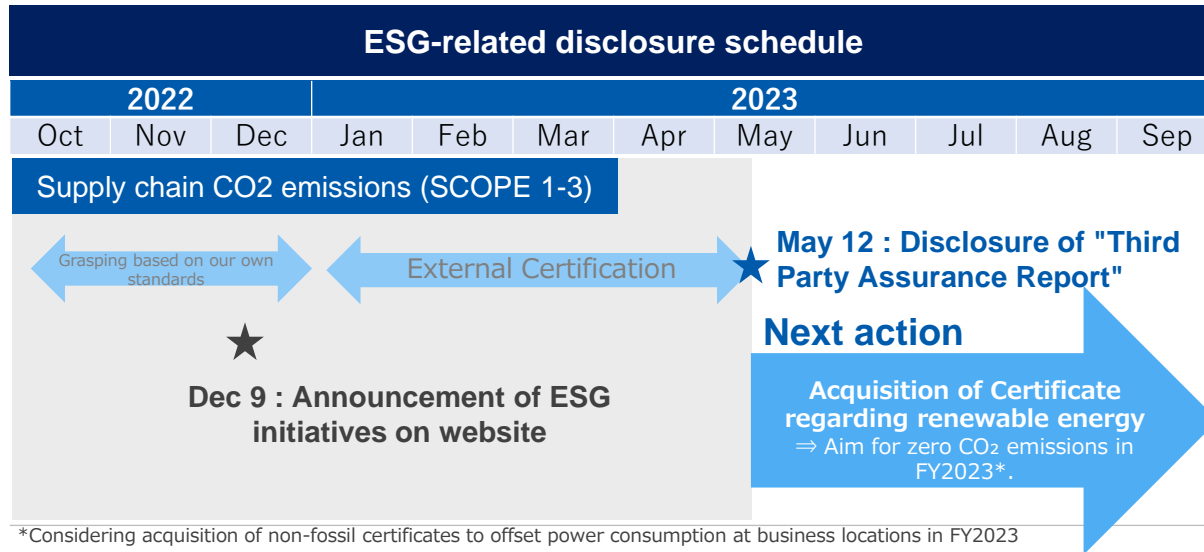 ESG-related disclosure schedule
2022 2023
Oct Nov Dec Jan Feb Mar Apr May Jun Jul Aug Sep
Supply chain CO2 emissions (SCOPE 1-3)
Grasping based on our own
standards
External Certification
May 12 : Disclosure of "Third
Party Assurance Report"
Dec 9 : Announcement of ESG
initiatives on website
Next action
Acquisition of Certificate
regarding renewable energy
⇒ Aim for zero CO₂ emissions in
FY2023*.
*Considering acquisition of non-fossil certificates to offset power consumption at business locations in FY2023